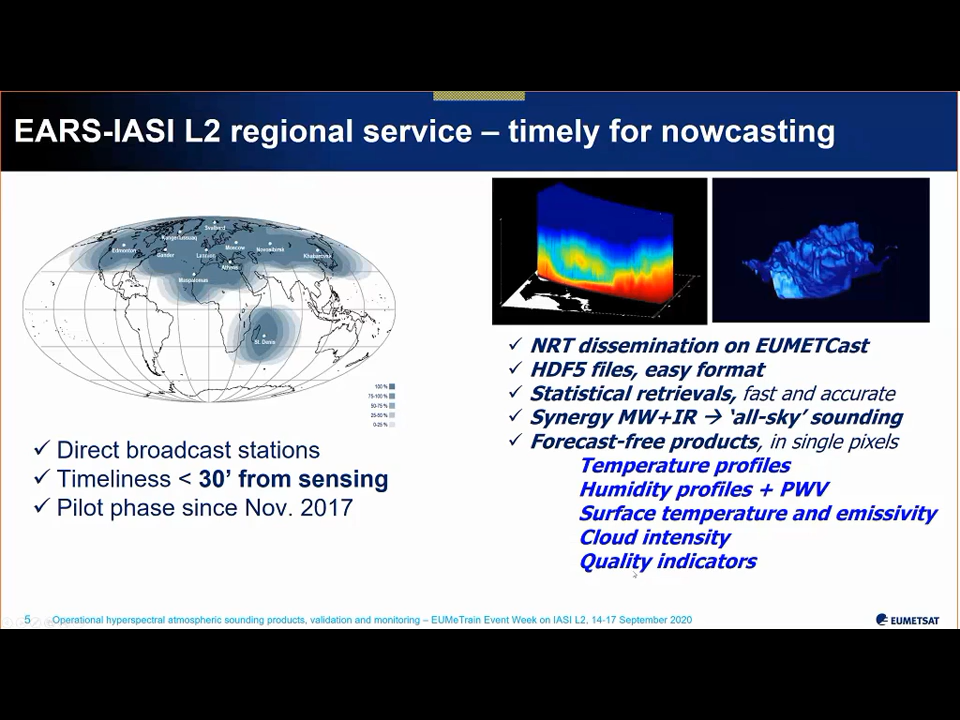 EARS-IASI L2 regional service – timely for nowcasting
Svalbard
Kangerlussuaq
Edmonton
Gander
Lannion
Moscow
Novosibirsk
Khabarovsk
Athens
Maspalomas
St. Denis
100 %
75-100 %
50-75 %
25-50 %
0-25 %
✓ Direct broadcast stations
✓ Timeliness < 30’ from sensing
✓ Pilot phase since Nov. 2017
✓ NRT dissemination on EUMETCast
✓ HDF5 files, easy format
✓ Statistical retrievals, fast and accurate
✓ Synergy MW+IR → ‘all-sky’ sounding
✓ Forecast-free products, in single pixels
Temperature profiles
Humidity profiles + PWV
Surface temperature and emissivity
Cloud intensity
Quality indicators
5 Operational hyperspectral atmospheric sounding products, validation and monitoring – EUMeTrain Event Week on IASI L2, 14-17 September 2020
EUMETSAT